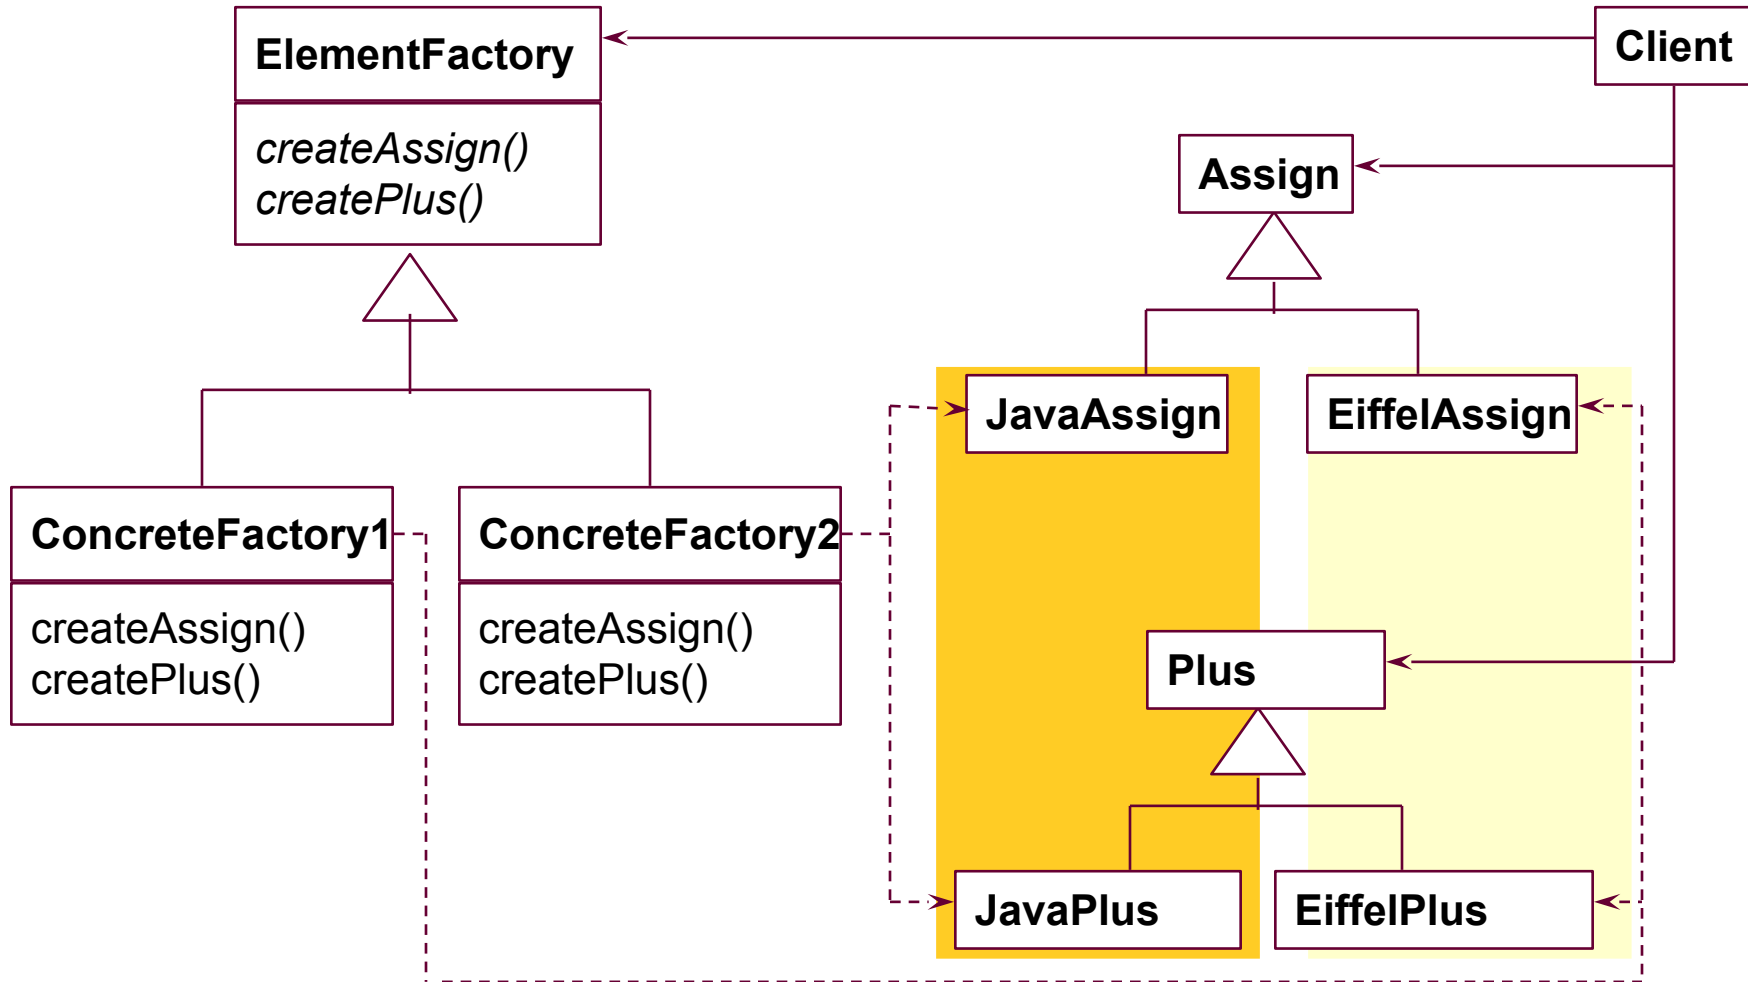 ElementFactory
createAssign()
createPlus()
Client
Assign
JavaAssign
EiffelAssign
ConcreteFactory1
createAssign()
createPlus()
ConcreteFactory2
createAssign()
createPlus()
Plus
JavaPlus
EiffelPlus